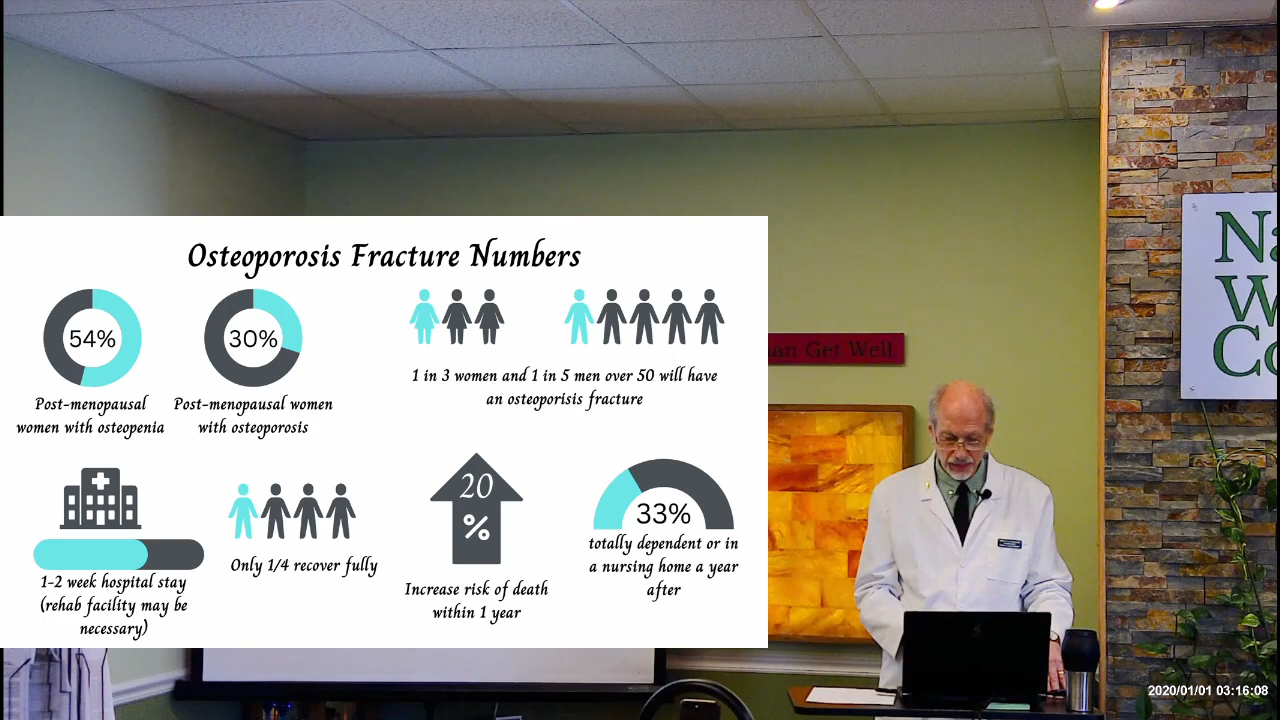 Osteoporosis Fracture Numbers
54%
30%
Post-menopausal
women with osteopenia
Post-menopausal women
with osteoporosis
1 in 3 women and 1 in 5 men over 50 will have
an osteoporisis fracture
20
%
33%
1-2 week hospital stay
(rehab facility may be
necessary)
Only 1/4 recover fully
Increase risk of death
within 1 year
totally dependent or in
a nursing home a year
after
an Get Well
Na
W
Co
2020/01/01 03:16:08